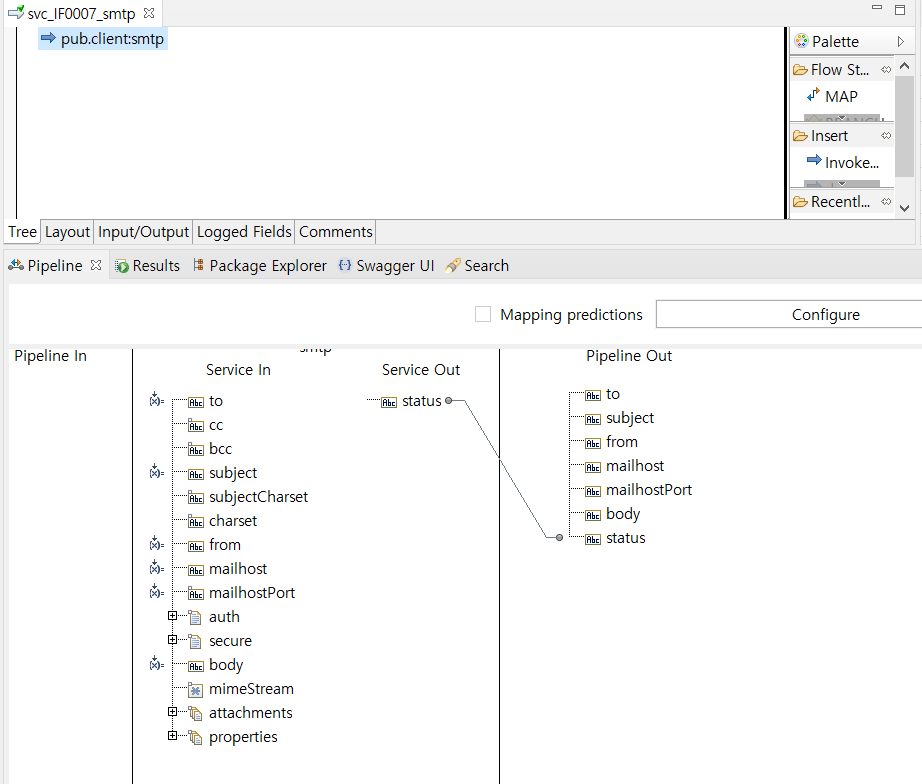 svc_IF0007_smtp
pub.client:smtp
Palette
Flow St...
MAP
Insert
Invoke...
Recentl...
Tree Layout Input/Output Logged Fields Comments
Pipeline Results Package Explorer Swagger UI Search
Mapping predictions Configure
Pipeline In
smtp
Service In
Service Out
Pipeline Out
to
cc
bcc
subject
subjectCharset
charset
from
mailhost
mailhostPort
auth
secure
body
mimeStream
attachments
properties
status
to
subject
from
mailhost
mailhostPort
body
status